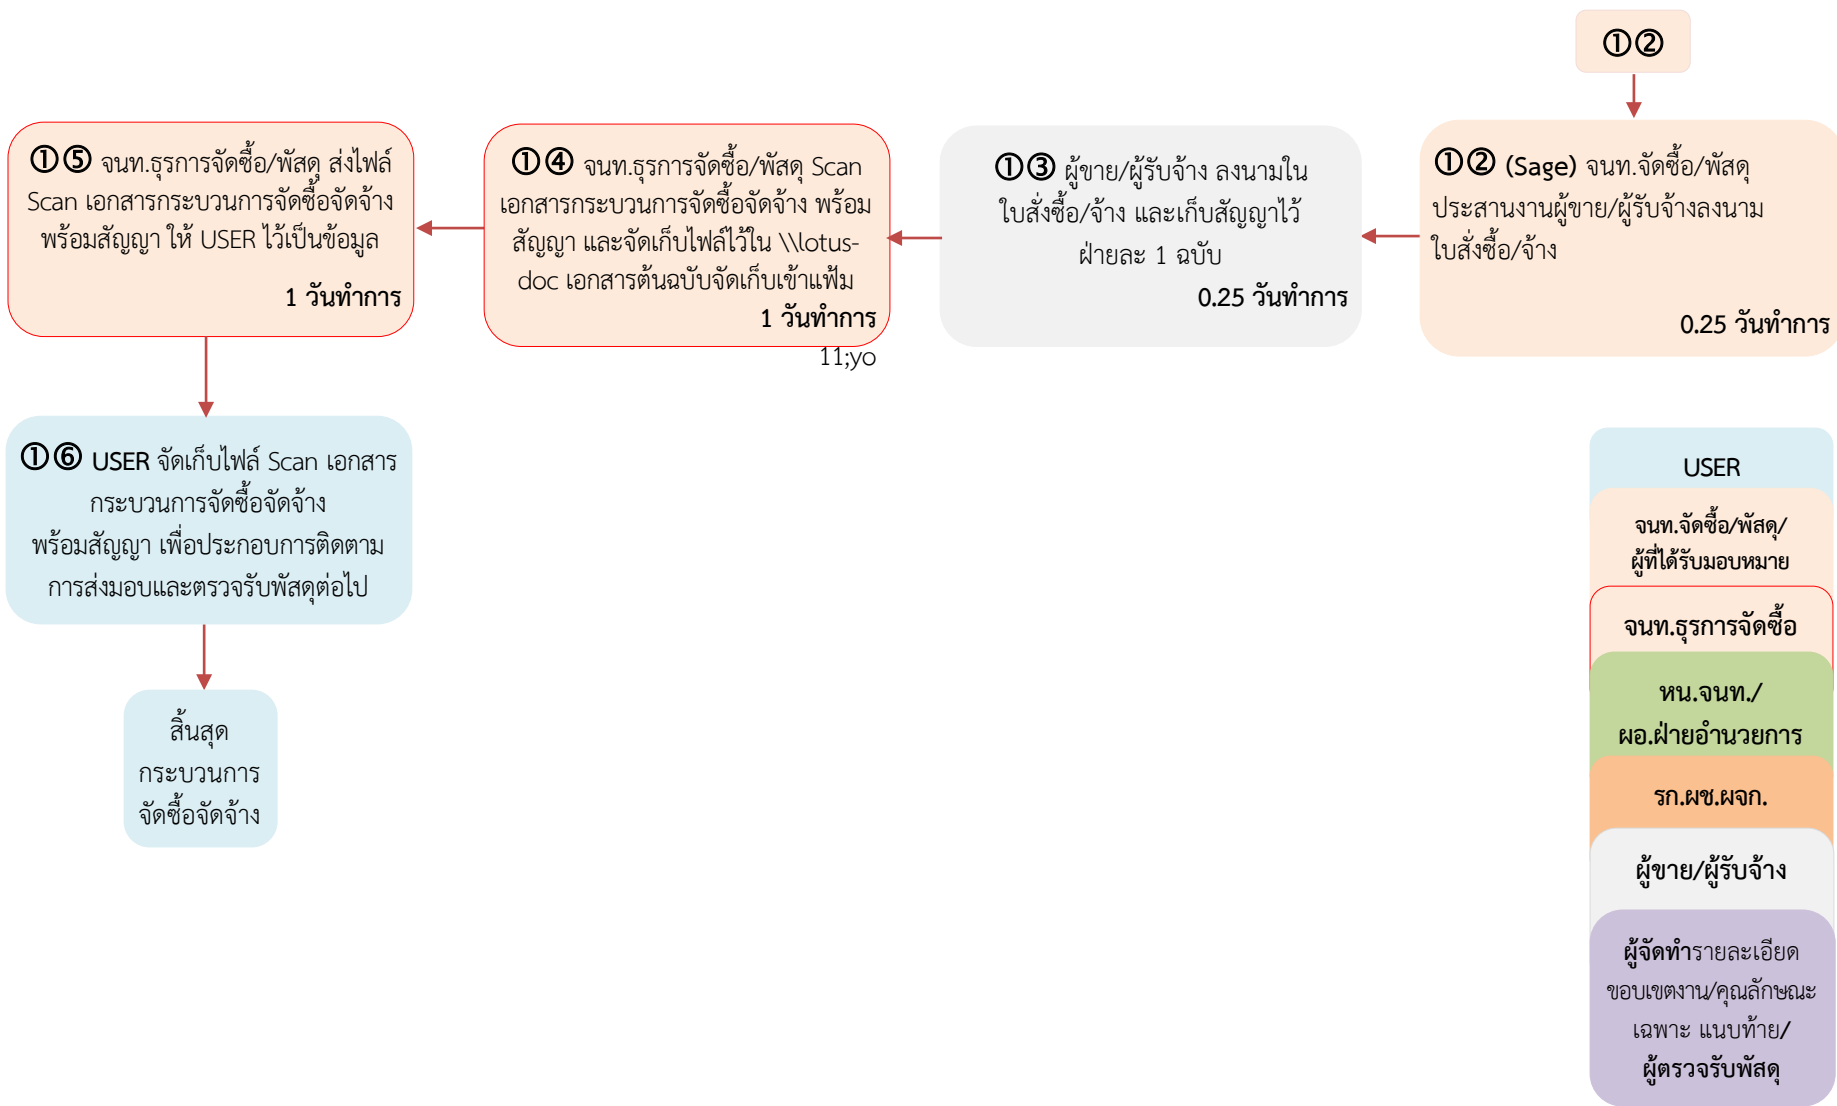 ①②
①② (Sage) จนท.จัดซื้อ/พัสดุ
ประสานงานผู้ขาย/ผู้รับจ้างลงนาม
ใบสั่งซื้อ/จ้าง
0.25 วันทำการ
①③ ผู้ขาย/ผู้รับจ้าง ลงนามใน
ใบสั่งซื้อ/จ้าง และเก็บสัญญาไว้
ฝ่ายละ 1 ฉบับ
0.25 วันทำการ
①④ จนท.ธุรการจัดซื้อ/พัสดุ Scan
เอกสารกระบวนการจัดซื้อจัดจ้าง พร้อม
สัญญา และจัดเก็บไฟล์ไว้ใน \\lotus-
doc เอกสารต้นฉบับจัดเก็บเข้าแฟ้ม
1 วันทำการ
11;yo
①⑤ จนท.ธุรการจัดซื้อ/พัสดุ ส่งไฟล์
Scan เอกสารกระบวนการจัดซื้อจัดจ้าง
พร้อมสัญญา ให้ USER ไว้เป็นข้อมูล
1 วันทำการ
①⑥ USER จัดเก็บไฟล์ Scan เอกสาร
กระบวนการจัดซื้อจัดจ้าง
พร้อมสัญญา เพื่อประกอบการติดตาม
การส่งมอบและตรวจรับพัสดุต่อไป
สิ้นสุด
กระบวนการ
จัดซื้อจัดจ้าง
USER
จนท.จัดซื้อ/พัสดุ/
ผู้ที่ได้รับมอบหมาย
จนท.ธุรการจัดซื้อ
หน.จนท./
ผอ.ฝ่ายอำนวยการ
รก.ผช.ผจก.
ผู้ขาย/ผู้รับจ้าง
ผู้จัดทำรายละเอียด
ขอบเขตงาน/คุณลักษณะ
เฉพาะ แนบท้าย/
ผู้ตรวจรับพัสดุ